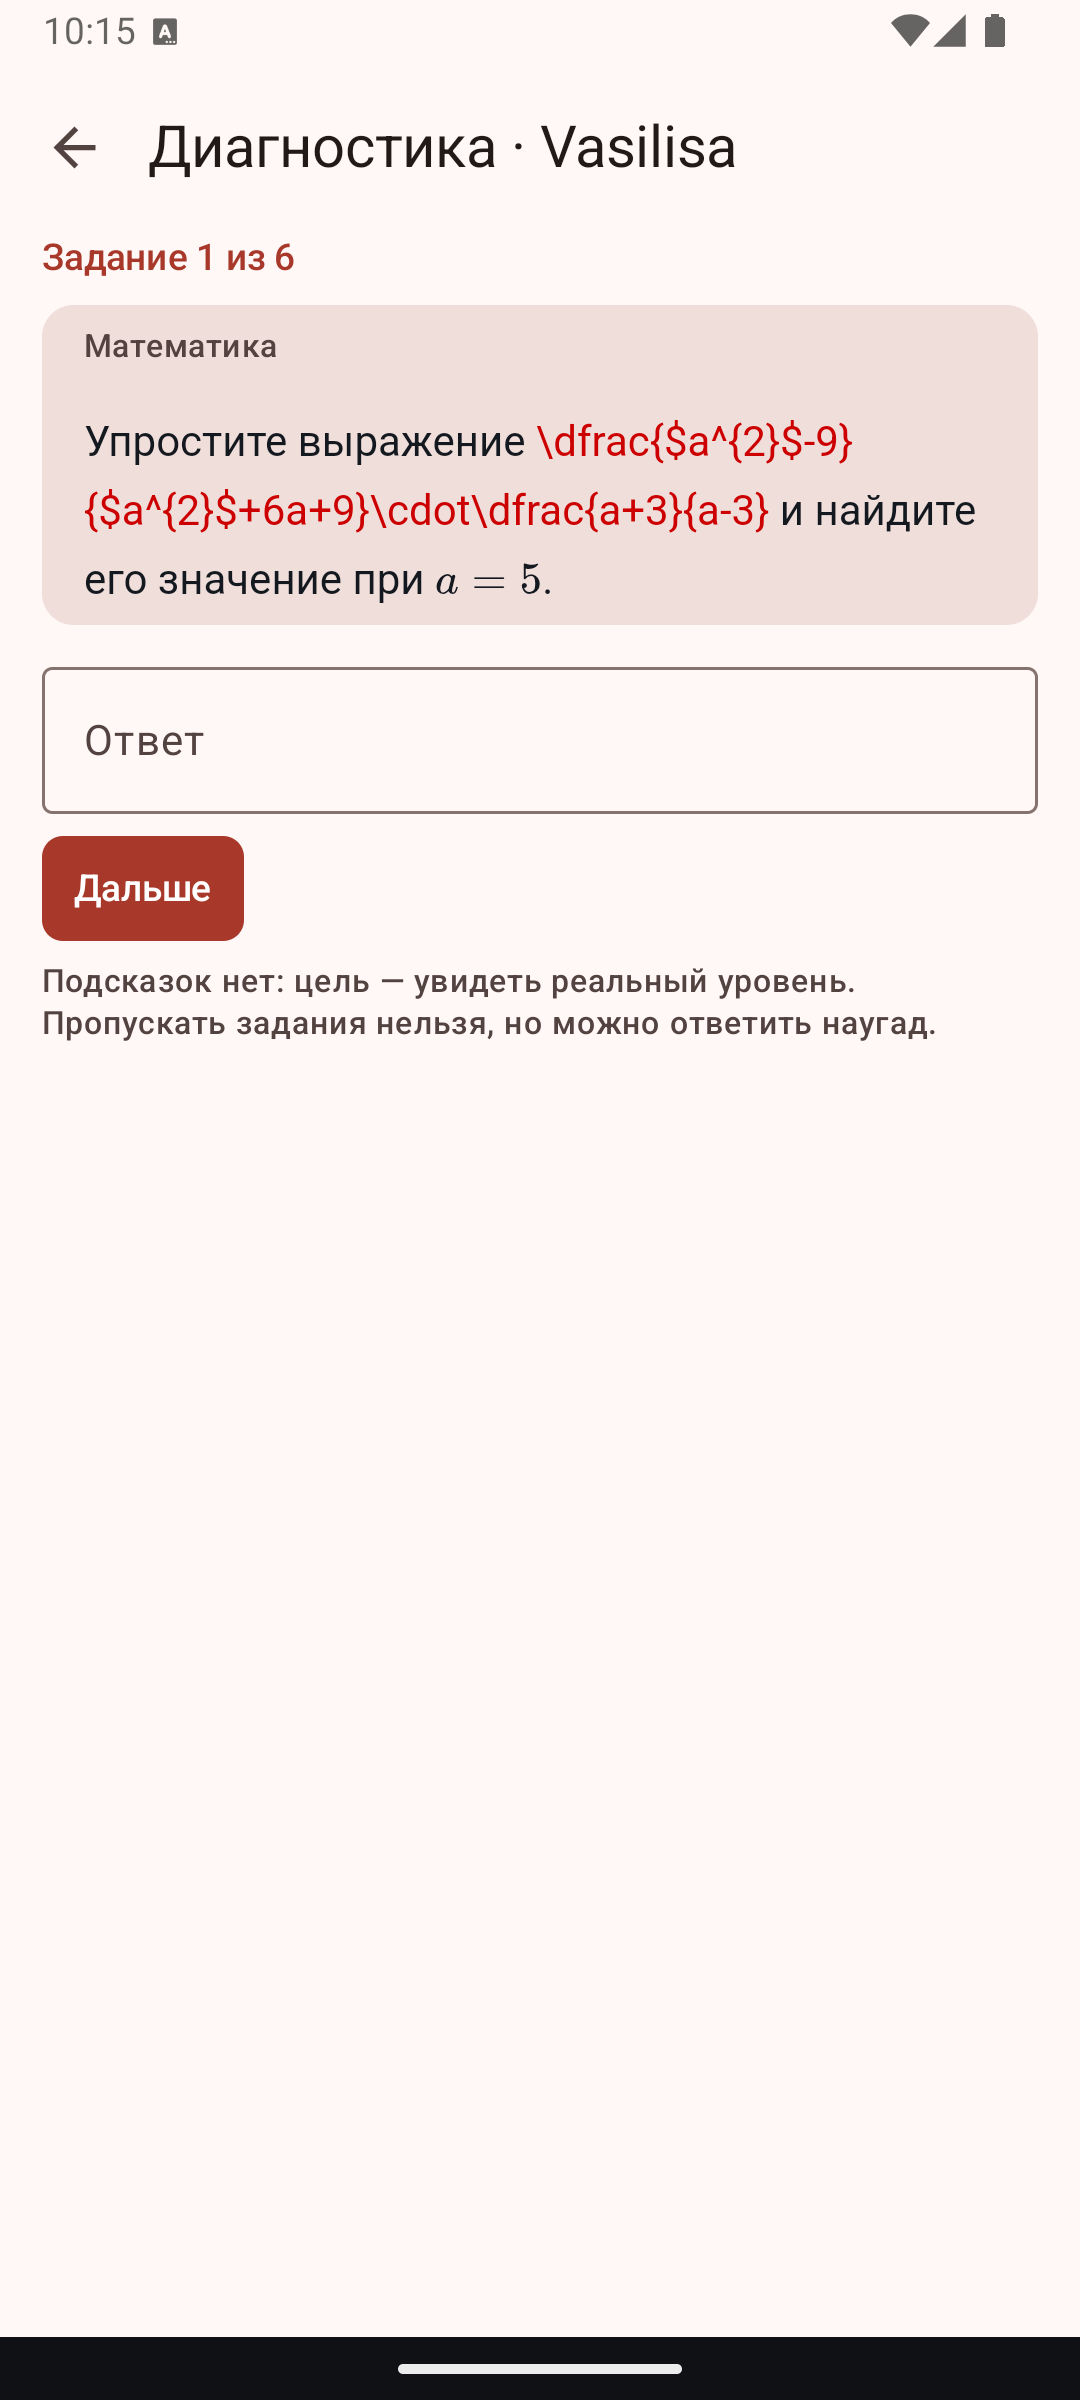 10:15
Диагностика · Vasilisa
Задание 1 из 6
Математика
Упростите выражение \dfrac{$a^{2}$-9}
{$a^{2}$+6a+9}\cdot\dfrac{a+3}{a-3} и найдите
его значение при a = 5.
Ответ
Дальше
Подсказок нет: цель — увидеть реальный уровень.
Пропускать задания нельзя, но можно ответить наугад.